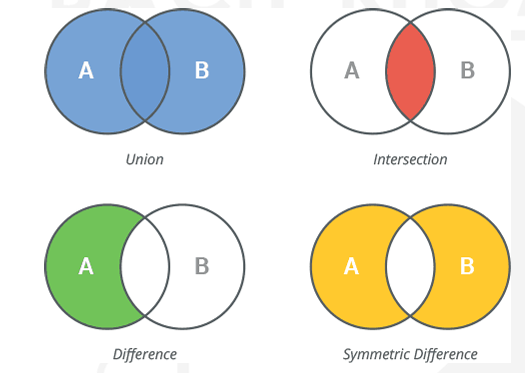 A B
A B
Union
Intersection
A B
A B
Difference
Symmetric Difference